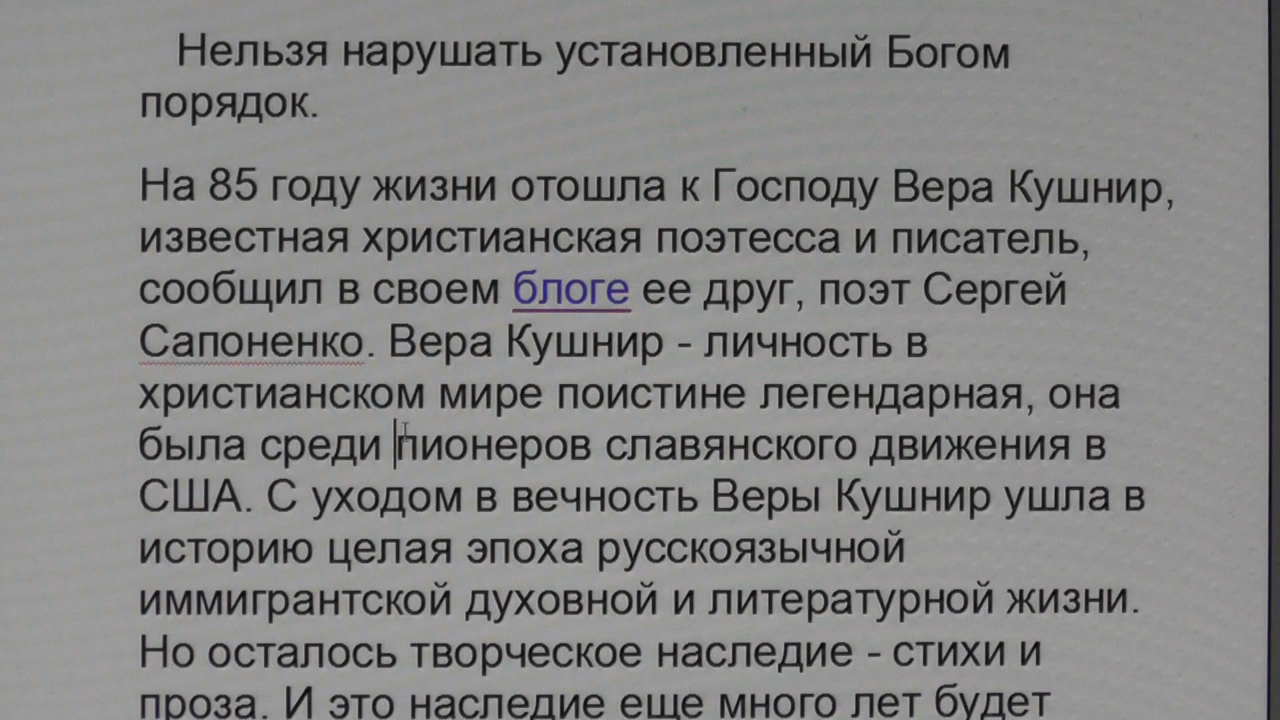 Нельзя нарушать установленный Богом
порядок.
На 85 году жизни отошла к Господу Вера Кушнир,
известная христианская поэтесса и писатель,
сообщил в своем блоге ее друг, поэт Сергей
Сапоненко. Вера Кушнир - личность в
христианском мире поистине легендарная, она
была среди пионеров славянского движения в
США. С уходом в вечность Веры Кушнир ушла в
историю целая эпоха русскоязычной
иммигрантской духовной и литературной жизни.
Но осталось творческое наследие - стихи и
проза. И это наследие еще много лет будет